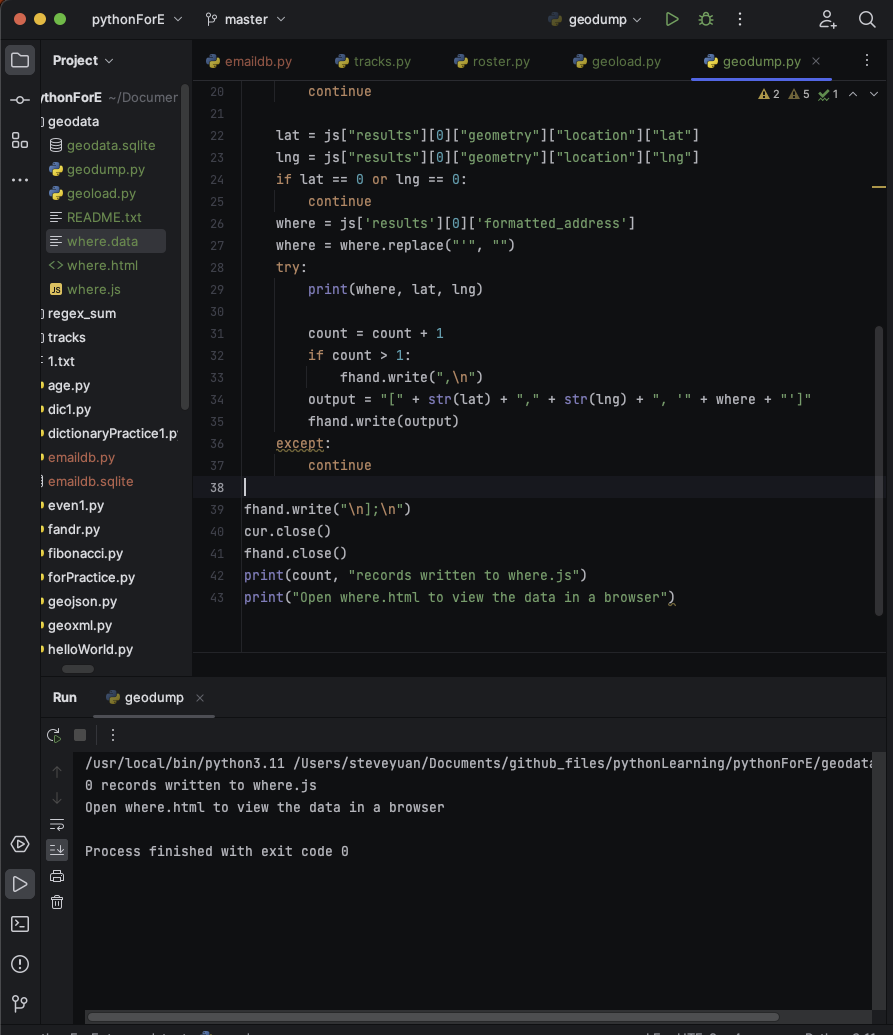 pythonForE
master
geodump
Project
emaildb.py
tracks.py
roster.py
geoload.py
geodump.py
ythonForE ~/Documer
geodata
geodata.sqlite
geodump.py
geoload.py
README.txt
where.data
where.html
JS where.js
regex_sum
tracks
1.txt
age.py
dic1.py
dictionaryPractice1.py
emaildb.py
emaildb.sqlite
even1.py
fandr.py
fibonacci.py
forPractice.py
geojson.py
geoxml.py
helloWorld.py
2 5 1
20 continue
21
22 lat = js["results"][0]["geometry"]["location"]["lat"]
23 lng = js["results"][0]["geometry"]["location"]["lng"]
24 if lat == 0 or lng == 0:
25 continue
26 where = js['results'][0]['formatted_address']
27 where = where.replace("'", "")
28 try:
29 print(where, lat, lng)
30
31 count = count + 1
32 if count > 1:
33 fhand.write(",\n")
34 output = "[" + str(lat) + "," + str(lng) + ", '" + where + "']"
35 fhand.write(output)
36 except:
37 continue
38
39 fhand.write("\n];\n")
40 cur.close()
41 fhand.close()
42 print(count, "records written to where.js")
43 print("Open where.html to view the data in a browser")
Run
geodump
/usr/local/bin/python3.11 /Users/steveyuan/Documents/github_files/pythonLearning/pythonForE/geodata
0 records written to where.js
Open where.html to view the data in a browser
Process finished with exit code 0